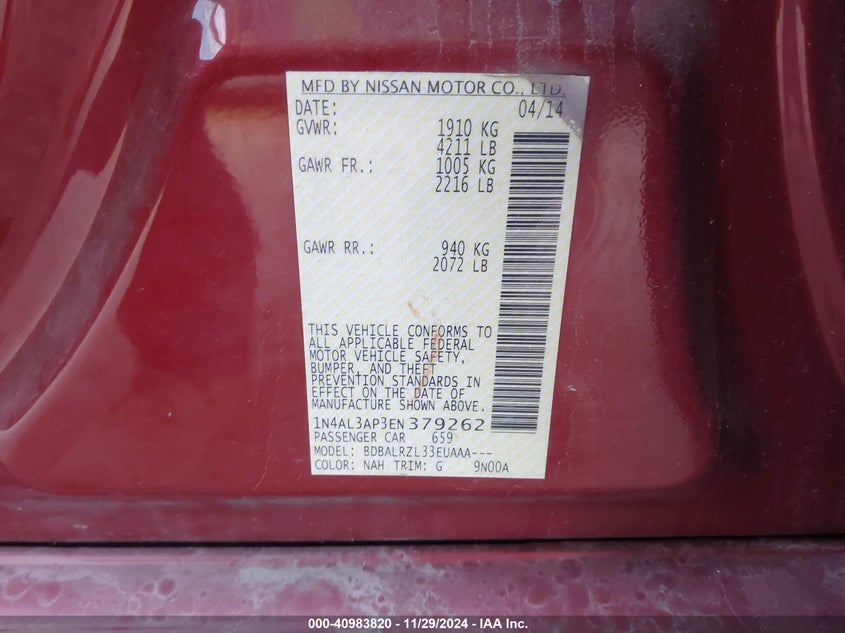 MFD BY NISSAN MOTOR CO., LTD.
DATE: 04/14
GVWR: 1910 KG
4211 LB
GAWR FR.: 1005 KG
2216 LB
GAWR RR.: 940 KG
2072 LB
THIS VEHICLE CONFORMS TO
ALL APPLICABLE FEDERAL
MOTOR VEHICLE SAFETY,
BUMPER, AND THEFT
PREVENTION STANDARDS IN
EFFECT ON THE DATE OF
MANUFACTURE SHOWN ABOVE.
1N4AL3AP3EN379262
PASSENGER CAR 659
MODEL: BDBALRZL33EUAAA---
COLOR: NAH TRIM: G 9N00A
000-40983820 - 11/29/2024 - IAA Inc.